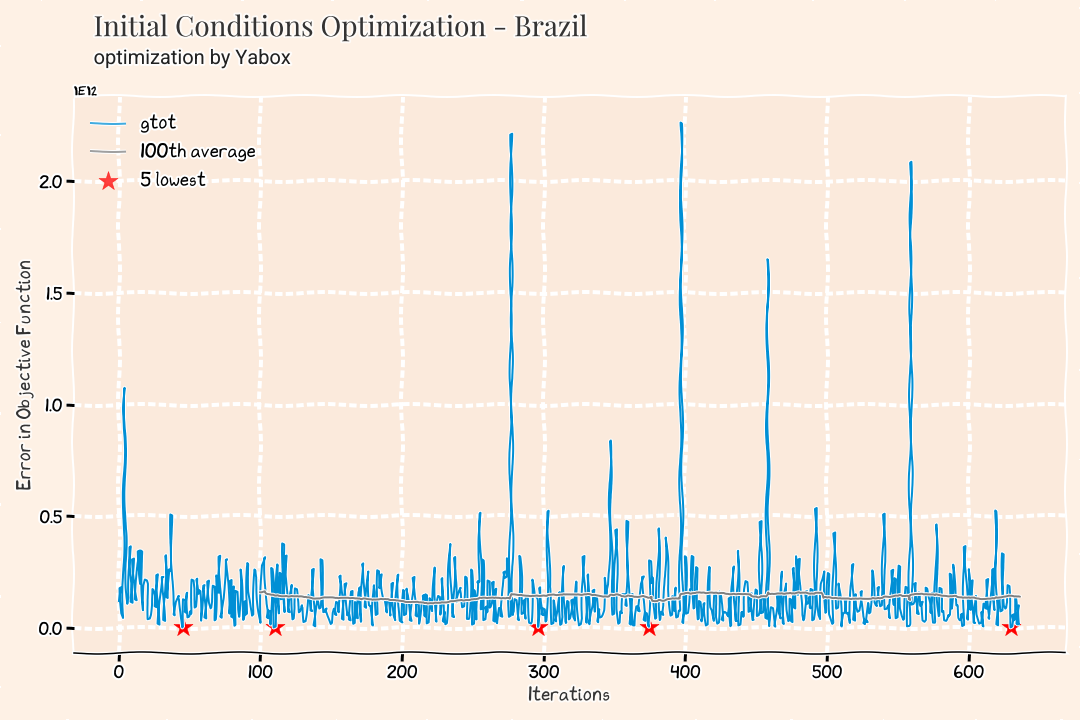 Initial Conditions Optimization - Brazil
optimization by Yabox
1E12
gtot
100th average
5 lowest
2.0
1.5
1.0
0.5
0.0
Error in Objective Function
0 100 200 300 400 500 600
Iterations